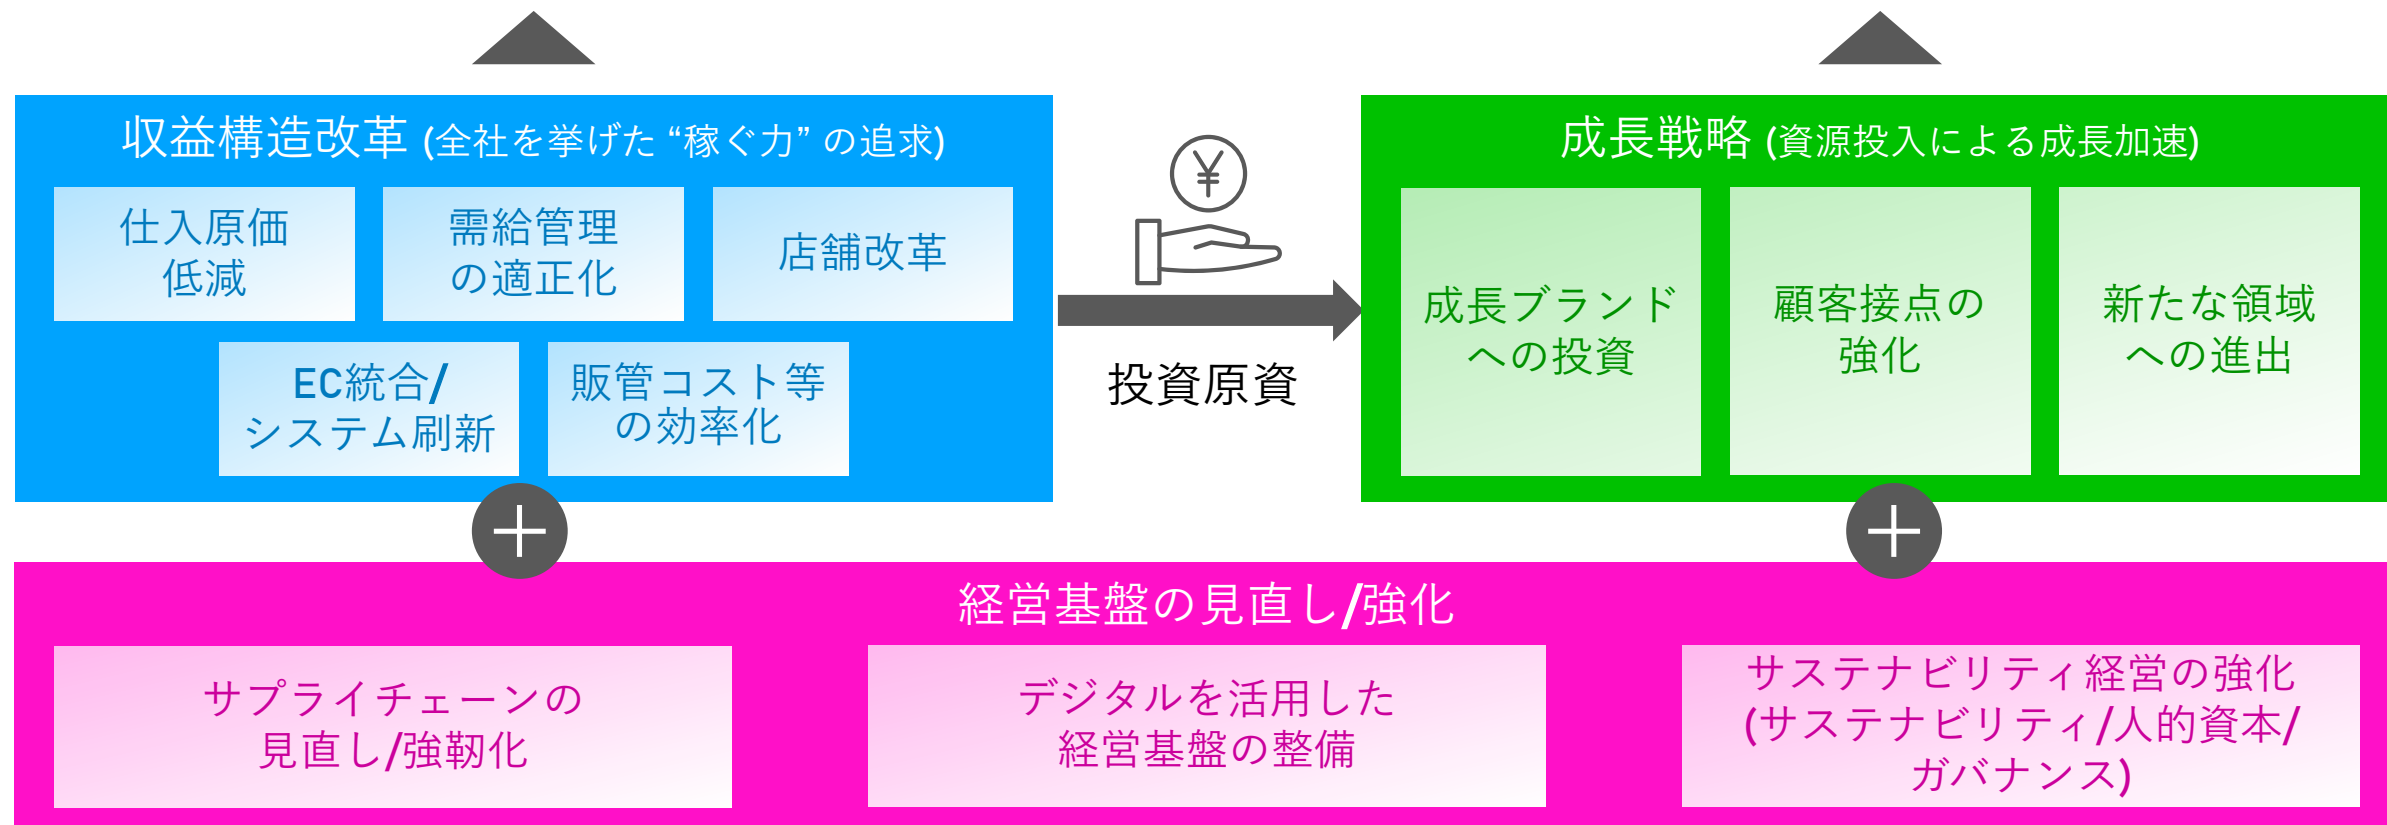 収益構造改革 (全社を挙げた “稼ぐ力” の追求)
仕入原価
低減
需給管理
の適正化
店舗改革
EC統合/
システム刷新
販管コスト等
の効率化
¥
投資原資
成長戦略 (資源投入による成長加速)
成長ブランド
への投資
顧客接点の
強化
新たな領域
への進出
経営基盤の見直し/強化
サプライチェーンの
見直し/強靭化
デジタルを活用した
経営基盤の整備
サステナビリティ経営の強化
(サステナビリティ/人的資本/
ガバナンス)